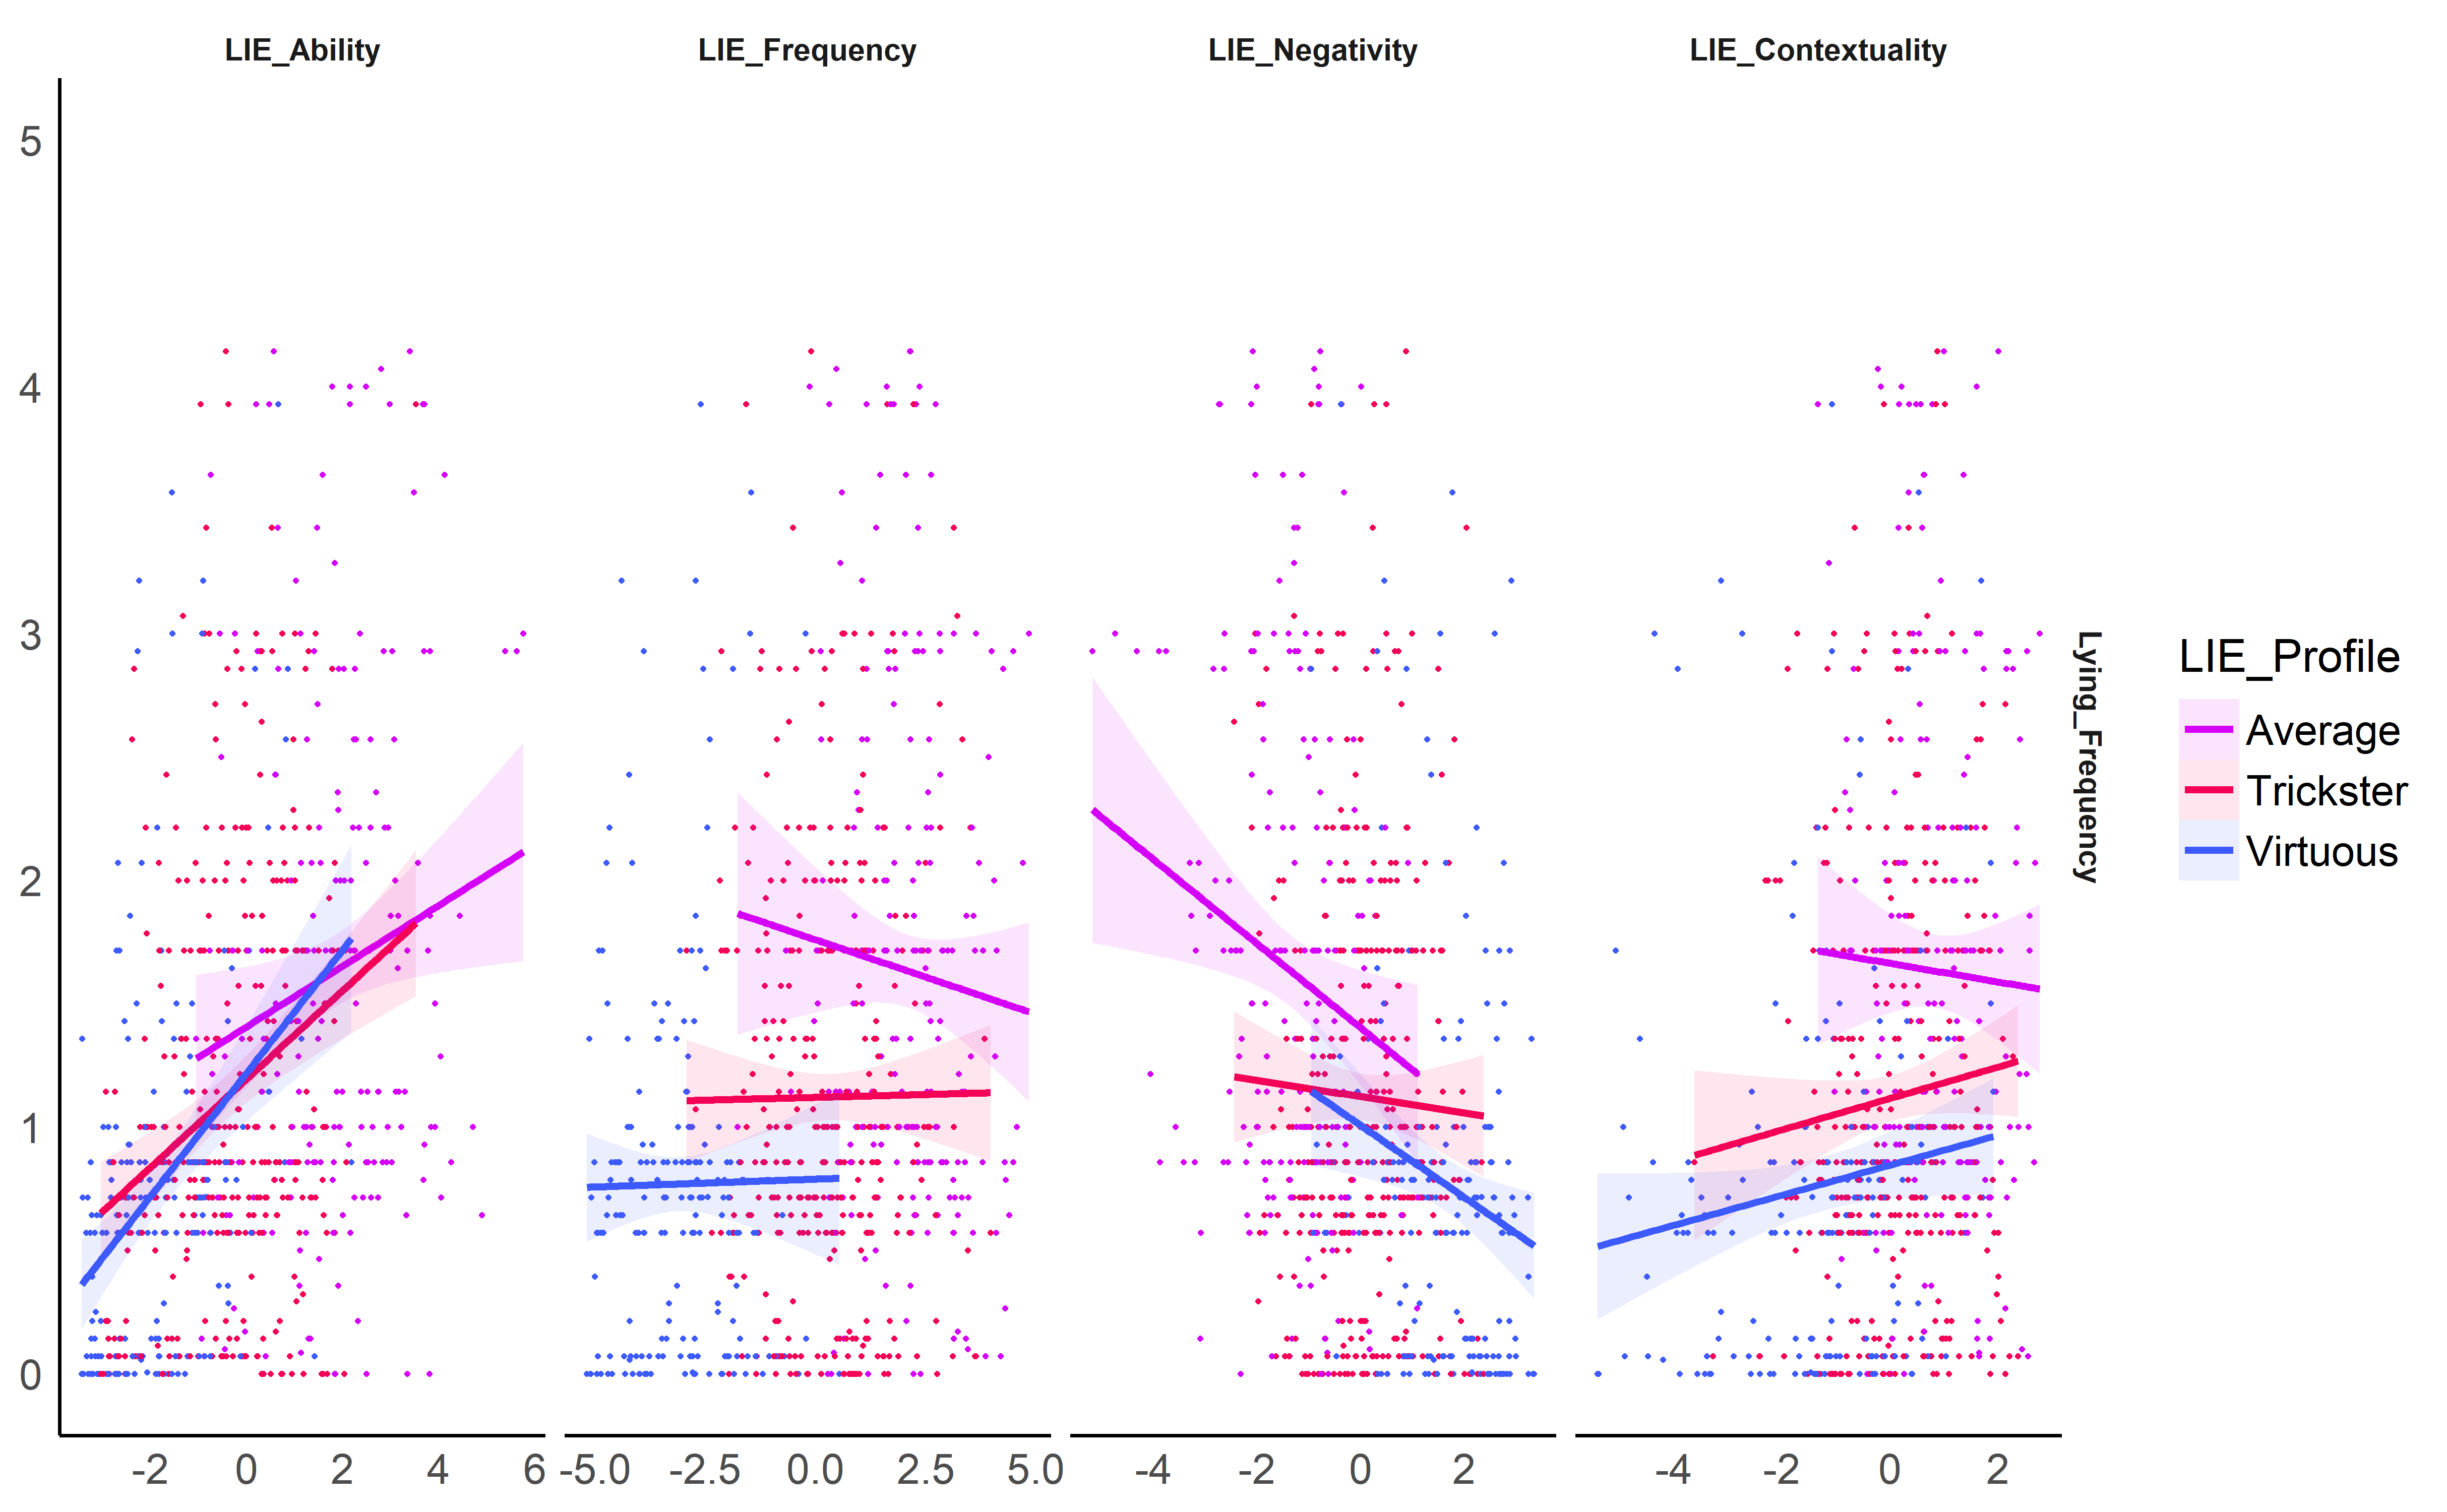 LIE_Ability LIE_Frequency LIE_Negativity LIE_Contextuality
5
4
3
2
1
0
-2 0 2 4 6 -5.0 -2.5 0.0 2.5 5.0 -4 -2 0 2 -4 -2 0 2
Lying_Frequency
LIE_Profile
Average
Trickster
Virtuous